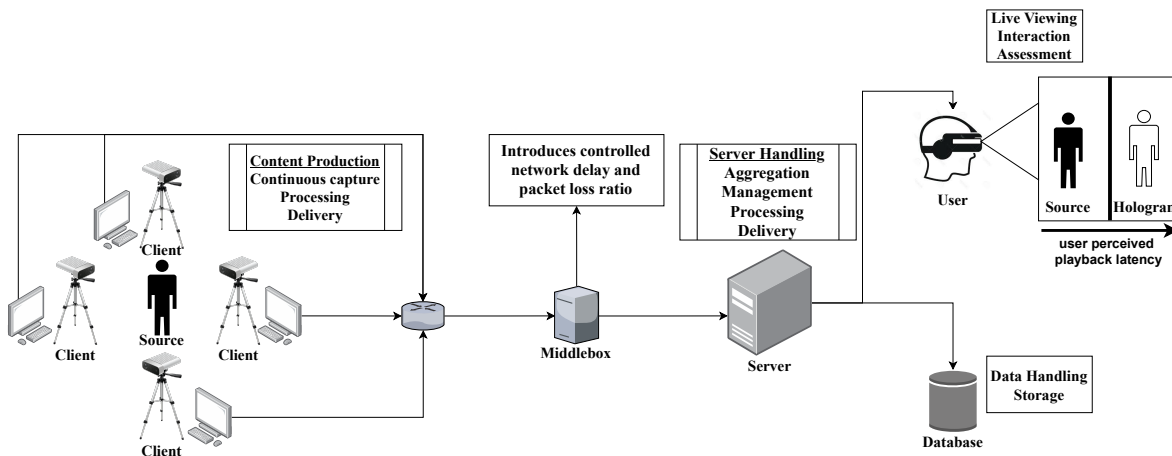 Live Viewing
Interaction
Assessment
Content Production
Continuous capture
Processing
Delivery
Introduces controlled
network delay and
packet loss ratio
Server Handling
Aggregation
Management
Processing
Delivery
User
Source
Hologram
user perceived
playback latency
Client
Client
Source
Client
Client
Middlebox
Server
Data Handling
Storage
Database